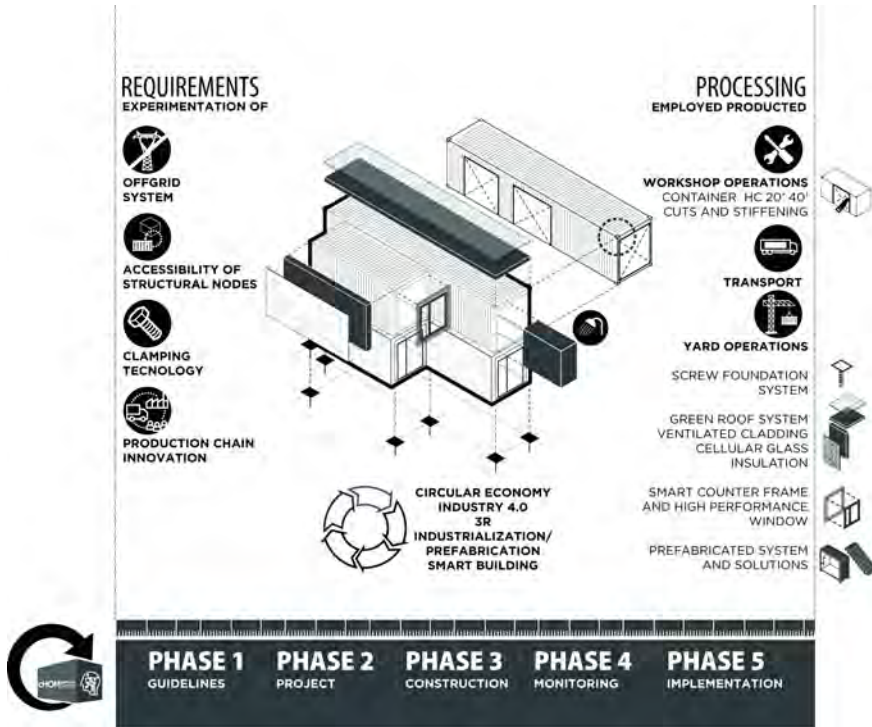 REQUIREMENTS
EXPERIMENTATION OF
OFFGRID
SYSTEM
ACCESSIBILITY OF
STRUCTURAL NODES
CLAMPING
TECNOLOGY
PRODUCTION CHAIN
INNOVATION
CIRCULAR ECONOMY
INDUSTRY 4.0
3R
INDUSTRIALIZATION/
PREFABRICATION
SMART BUILDING
PROCESSING
EMPLOYED PRODUCTED
WORKSHOP OPERATIONS
CONTAINER HC 20' 40'
CUTS AND STIFFENING
TRANSPORT
YARD OPERATIONS
SCREW FOUNDATION
SYSTEM
GREEN ROOF SYSTEM
VENTILATED CLADDING
CELLULAR GLASS
INSULATION
SMART COUNTER FRAME
AND HIGH PERFORMANCE
WINDOW
PREFABRICATED SYSTEM
AND SOLUTIONS
PHASE 1
GUIDELINES
PHASE 2
PROJECT
PHASE 3
CONSTRUCTION
PHASE 4
MONITORING
PHASE 5
IMPLEMENTATION